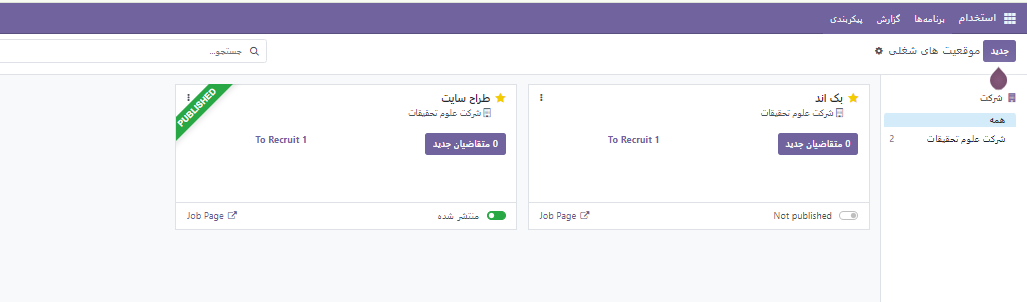 استخدام برنامه‌ها گزارش پیکربندی
جدید موقعیت های شغلی جستجو...
شرکت
همه
شرکت علوم تحقیقات 2
بک اند
شرکت علوم تحقیقات
0 متقاضیان جدید To Recruit 1
Not published Job Page
PUBLISHED
طراح سایت
شرکت علوم تحقیقات
0 متقاضیان جدید To Recruit 1
منتشر شده Job Page